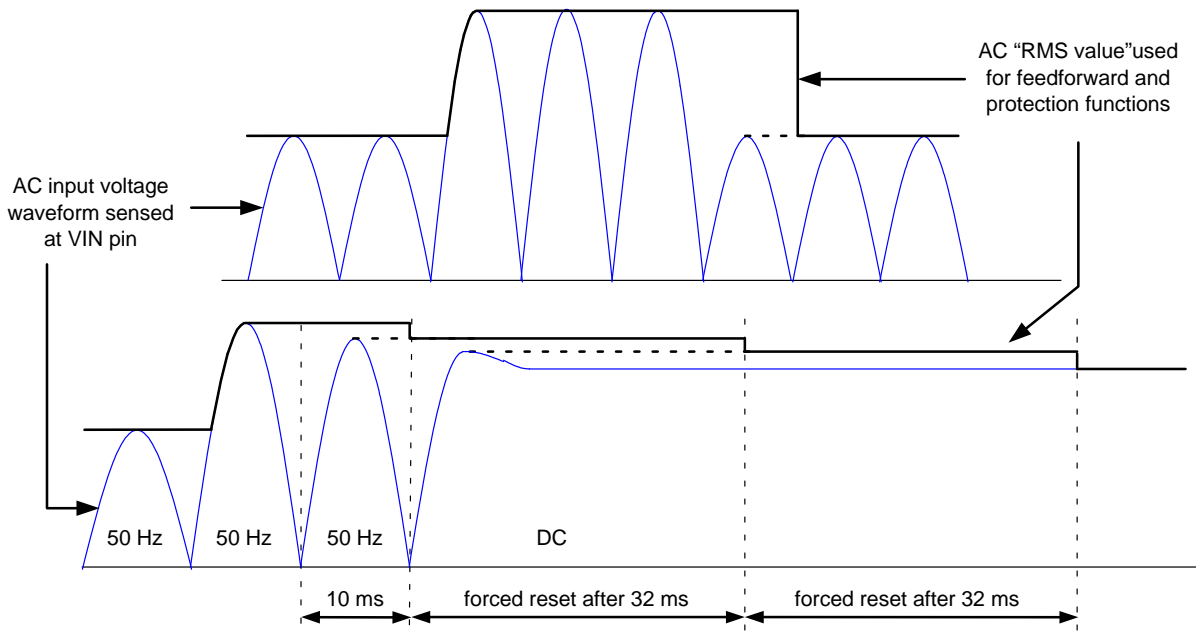 AC “RMS value”used
for feedforward and
protection functions
AC input voltage
waveform sensed
at VIN pin
50 Hz
50 Hz
50 Hz
DC
10 ms
forced reset after 32 ms
forced reset after 32 ms